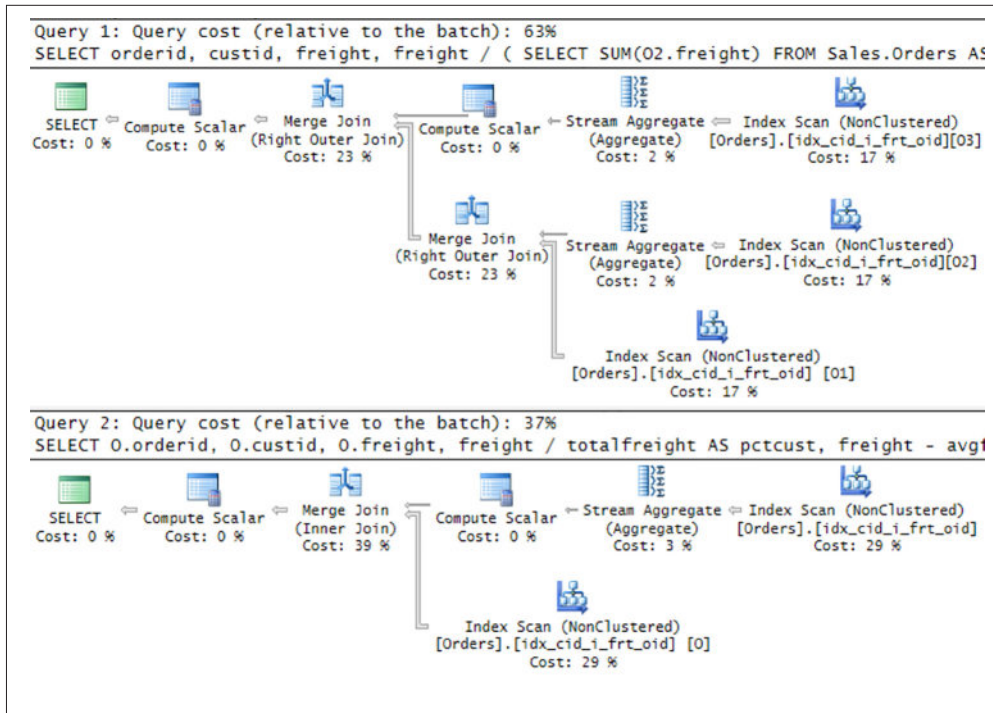 Query 1: Query cost (relative to the batch): 63%
SELECT orderid, custid, freight, freight / ( SELECT SUM(O2.freight) FROM Sales.Orders AS
SELECT
Cost: 0 %
Compute Scalar
Cost: 0 %
Merge Join
(Right Outer Join)
Cost: 23 %
Compute Scalar
Cost: 0 %
Stream Aggregate
(Aggregate)
Cost: 2 %
Index Scan (NonClustered)
[Orders].[idx_cid_i_frt_oid][O3]
Cost: 17 %
Merge Join
(Right Outer Join)
Cost: 23 %
Stream Aggregate
(Aggregate)
Cost: 2 %
Index Scan (NonClustered)
[Orders].[idx_cid_i_frt_oid][O2]
Cost: 17 %
Index Scan (NonClustered)
[Orders].[idx_cid_i_frt_oid] [O1]
Cost: 17 %
Query 2: Query cost (relative to the batch): 37%
SELECT O.orderid, O.custid, O.freight, freight / totalfreight AS pctcust, freight - avgf
SELECT
Cost: 0 %
Compute Scalar
Cost: 0 %
Merge Join
(Inner Join)
Cost: 39 %
Compute Scalar
Cost: 0 %
Stream Aggregate
(Aggregate)
Cost: 3 %
Index Scan (NonClustered)
[Orders].[idx_cid_i_frt_oid]
Cost: 29 %
Index Scan (NonClustered)
[Orders].[idx_cid_i_frt_oid] [O]
Cost: 29 %